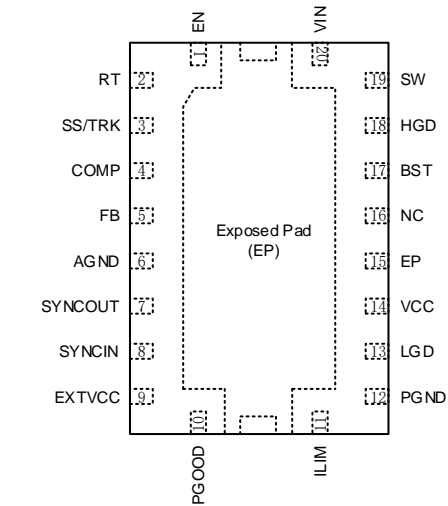 EN
VIN
1
20
RT 2
19 SW
SS/TRK 3
18 HGD
COMP 4
17 BST
FB 5
16 NC
Exposed Pad
(EP)
AGND 6
15 EP
SYNCOUT 7
14 VCC
SYNCIN 8
13 LGD
EXTVCC 9
12 PGND
10
11
PGOOD
ILIM